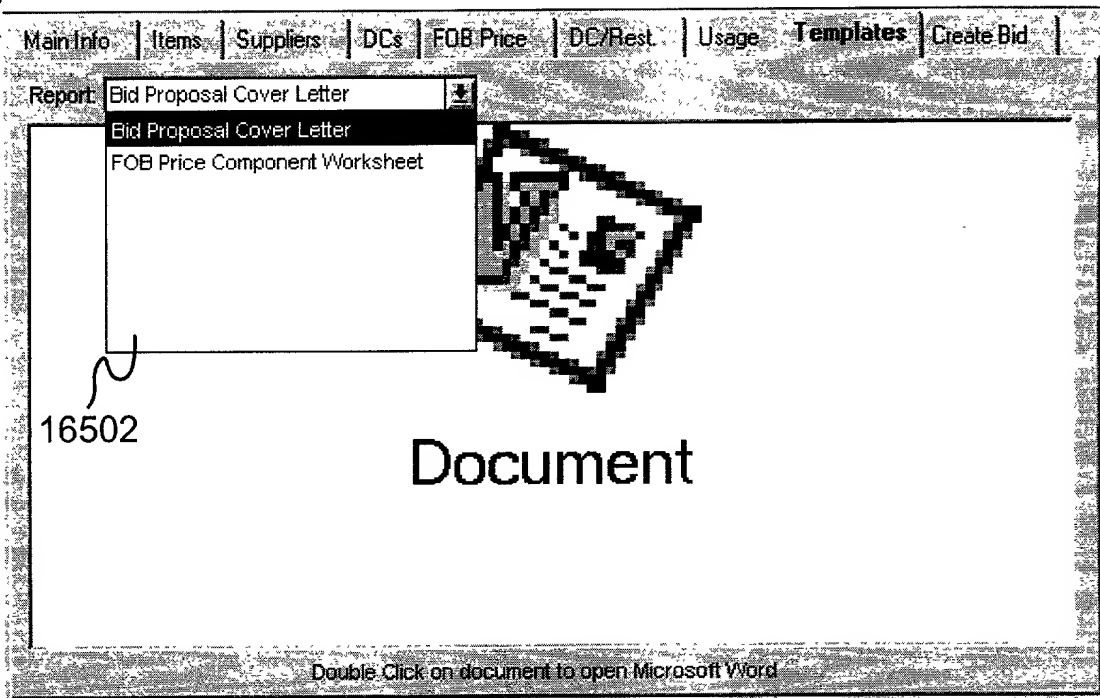 Main Info Items Suppliers DCs FOB Price DC/Rest. Usage Templates Create Bid
Report: Bid Proposal Cover Letter
Bid Proposal Cover Letter
FOB Price Component Worksheet
16502
Document
Double Click on document to open Microsoft Word